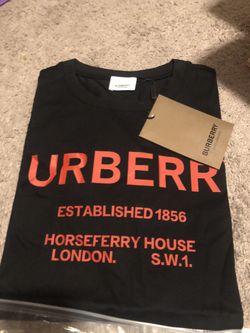 BURBERRY
URBERR
ESTABLISHED 1856
HORSEFERRY HOUSE
LONDON. S.W.1.